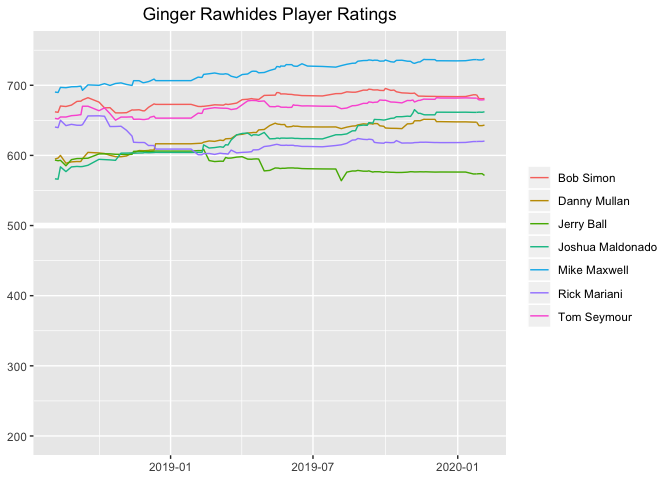 Ginger Rawhides Player Ratings
700
600
500
400
300
200
2019-01
2019-07
2020-01
Bob Simon
Danny Mullan
Jerry Ball
Joshua Maldonado
Mike Maxwell
Rick Mariani
Tom Seymour